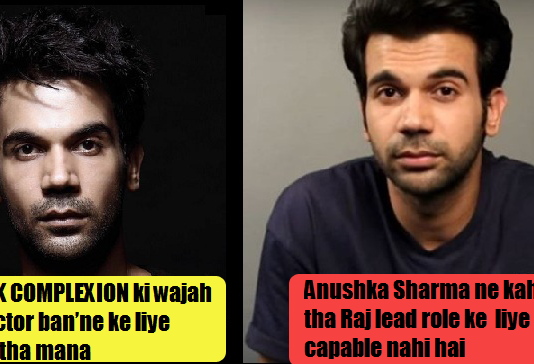 K COMPLEXION ki wajah
ctor ban'ne ke liye
tha mana
Anushka Sharma ne kah
tha Raj lead role ke liye
capable nahi hai